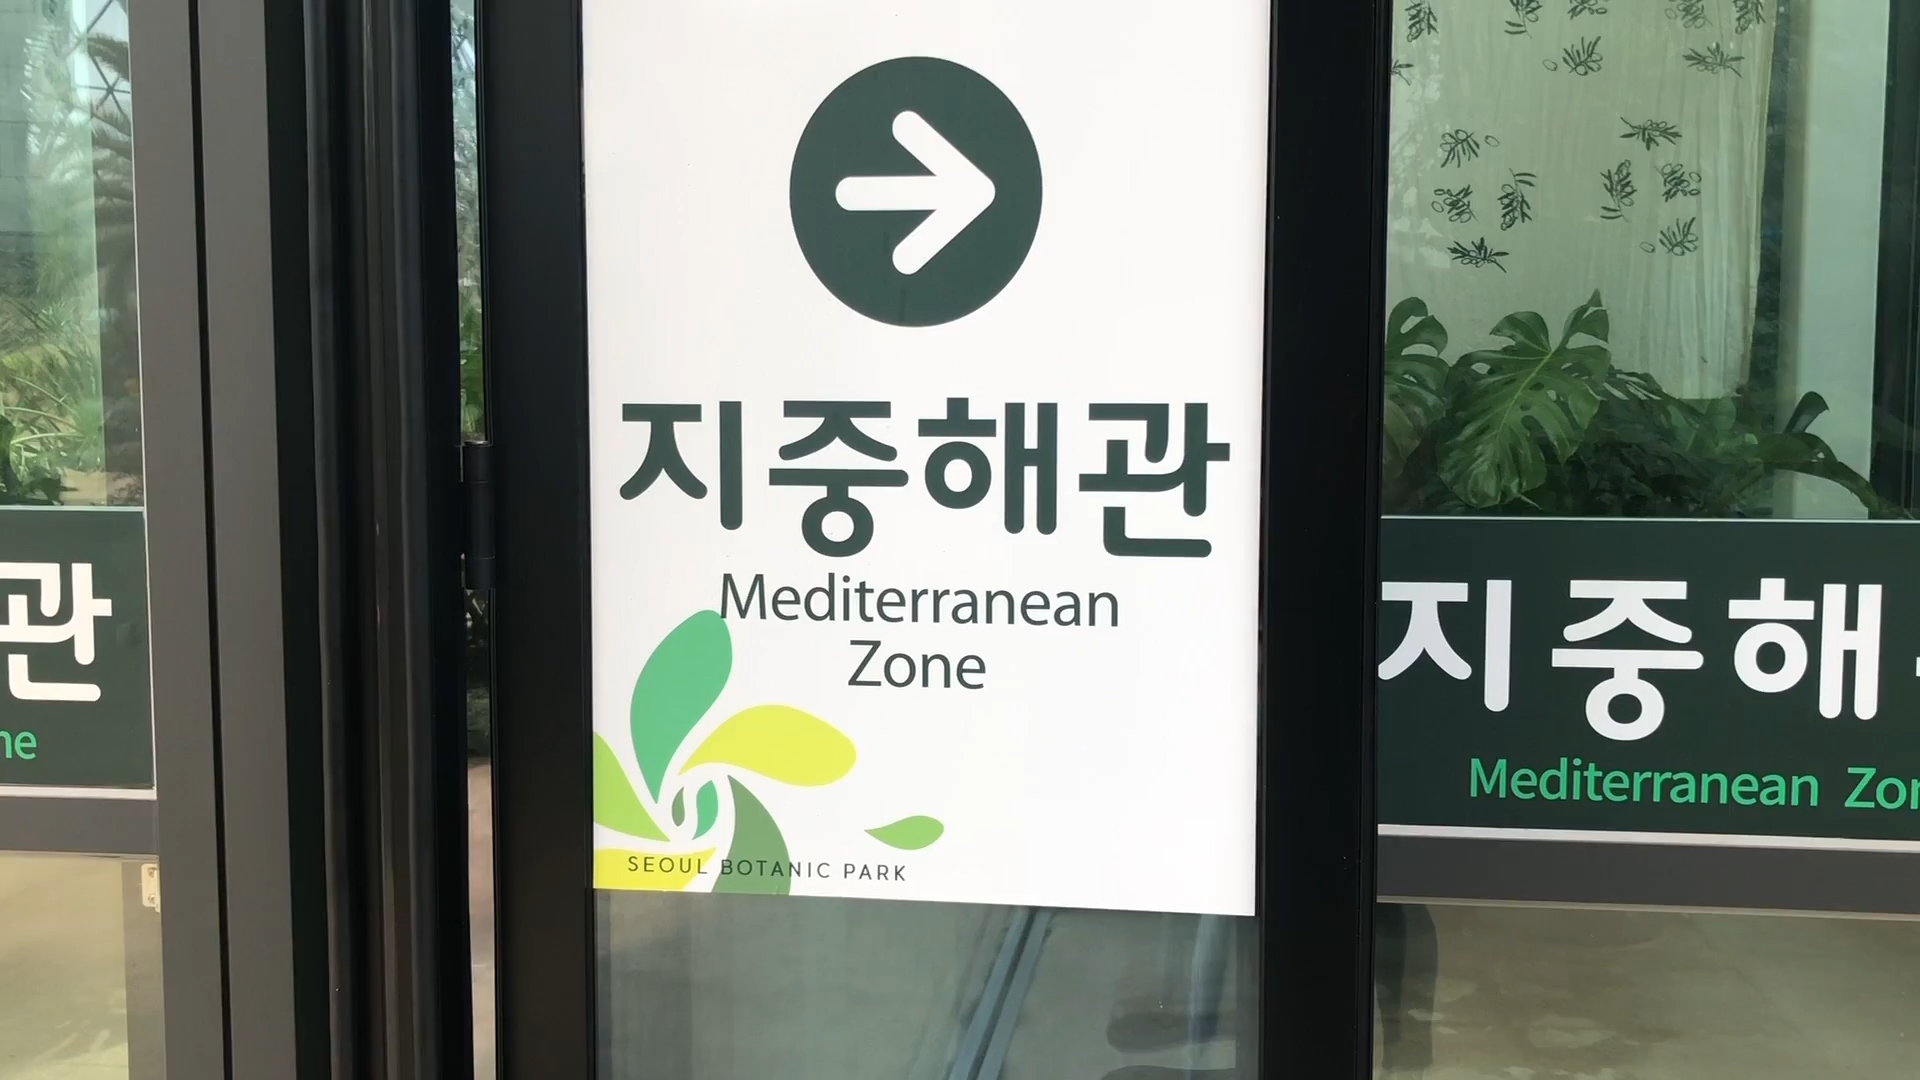 지중해관
Mediterranean
Zone
SEOUL BOTANIC PARK
관
지중해
Mediterranean